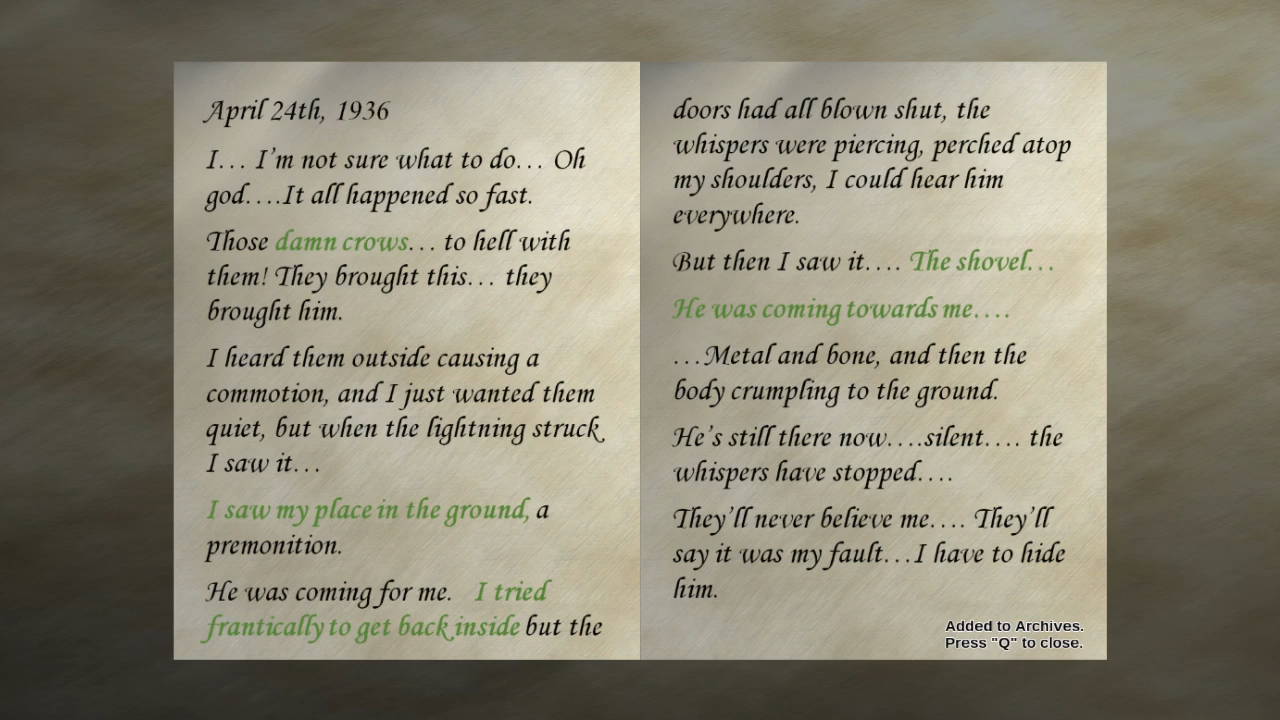 April 24th, 1936
I... I'm not sure what to do... Oh
god....It all happened so fast.
Those damn crows... to hell with
them! They brought this... they
brought him.
I heard them outside causing a
commotion, and I just wanted them
quiet, but when the lightning struck
I saw it...
I saw my place in the ground, a
premonition.
He was coming for me. I tried
frantically to get back inside but the
doors had all blown shut, the
whispers were piercing, perched atop
my shoulders, I could hear him
everywhere.
But then I saw it.... The shovel...
He was coming towards me....
...Metal and bone, and then the
body crumpling to the ground.
He's still there now....silent.... the
whispers have stopped....
They'll never believe me.... They'll
say it was my fault...I have to hide
him.
Added to Archives.
Press "Q" to close.